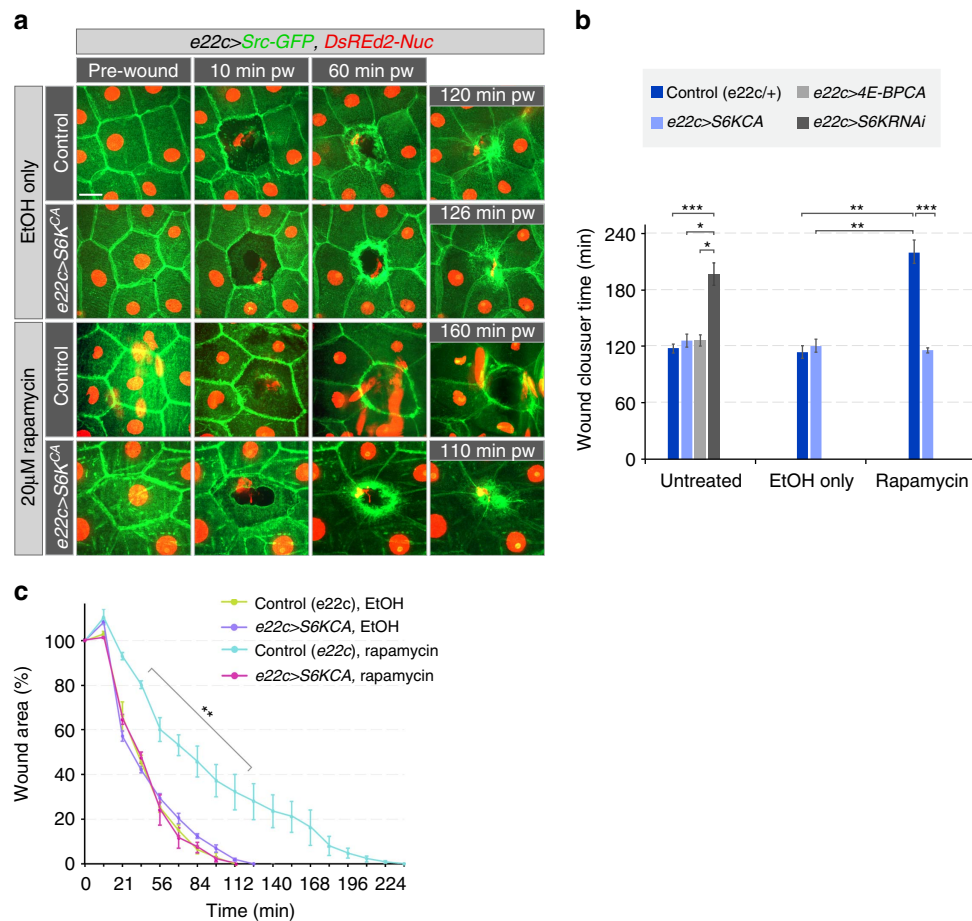 a
e22c>Src-GFP, DsREd2-Nuc
Pre-wound
10 min pw
60 min pw
120 min pw
EtOH only
Control
e22c>S6K^CA
126 min pw
20µM rapamycin
Control
160 min pw
e22c>S6K^CA
110 min pw
b
Control (e22c/+)
e22c>4E-BPCA
e22c>S6KCA
e22c>S6KRNAi
Wound clousuer time (min)
240
180
120
60
0
***
*
*
**
**
***
Untreated
EtOH only
Rapamycin
c
Control (e22c), EtOH
e22c>S6KCA, EtOH
Control (e22c), rapamycin
e22c>S6KCA, rapamycin
**
Wound area (%)
100
80
60
40
20
0
0 21 56 84 112 140 168 196 224
Time (min)